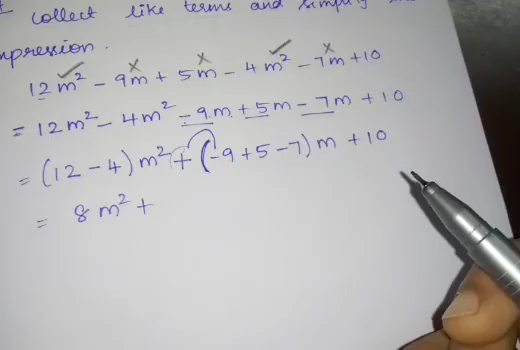 collect like terms and simplify
expression.
12m² - 9m + 5m - 4m² - 7m + 10
= 12m² - 4m² - 9m + 5m - 7m + 10
= (12 - 4) m² + (-9 + 5 - 7) m + 10
= 8m² +